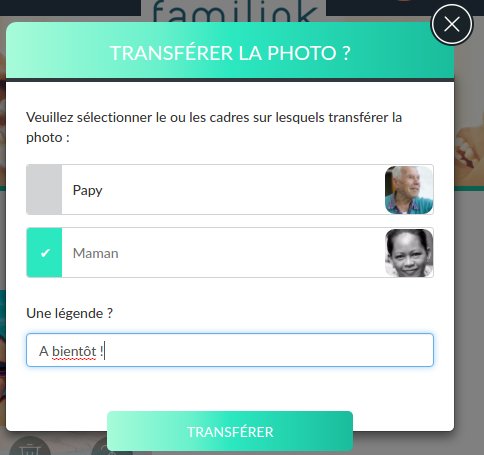 familink
TRANSFÉRER LA PHOTO ?
Veuillez sélectionner le ou les cadres sur lesquels transférer la
photo :
Papy
Maman
Une légende ?
A bientôt !
TRANSFÉRER